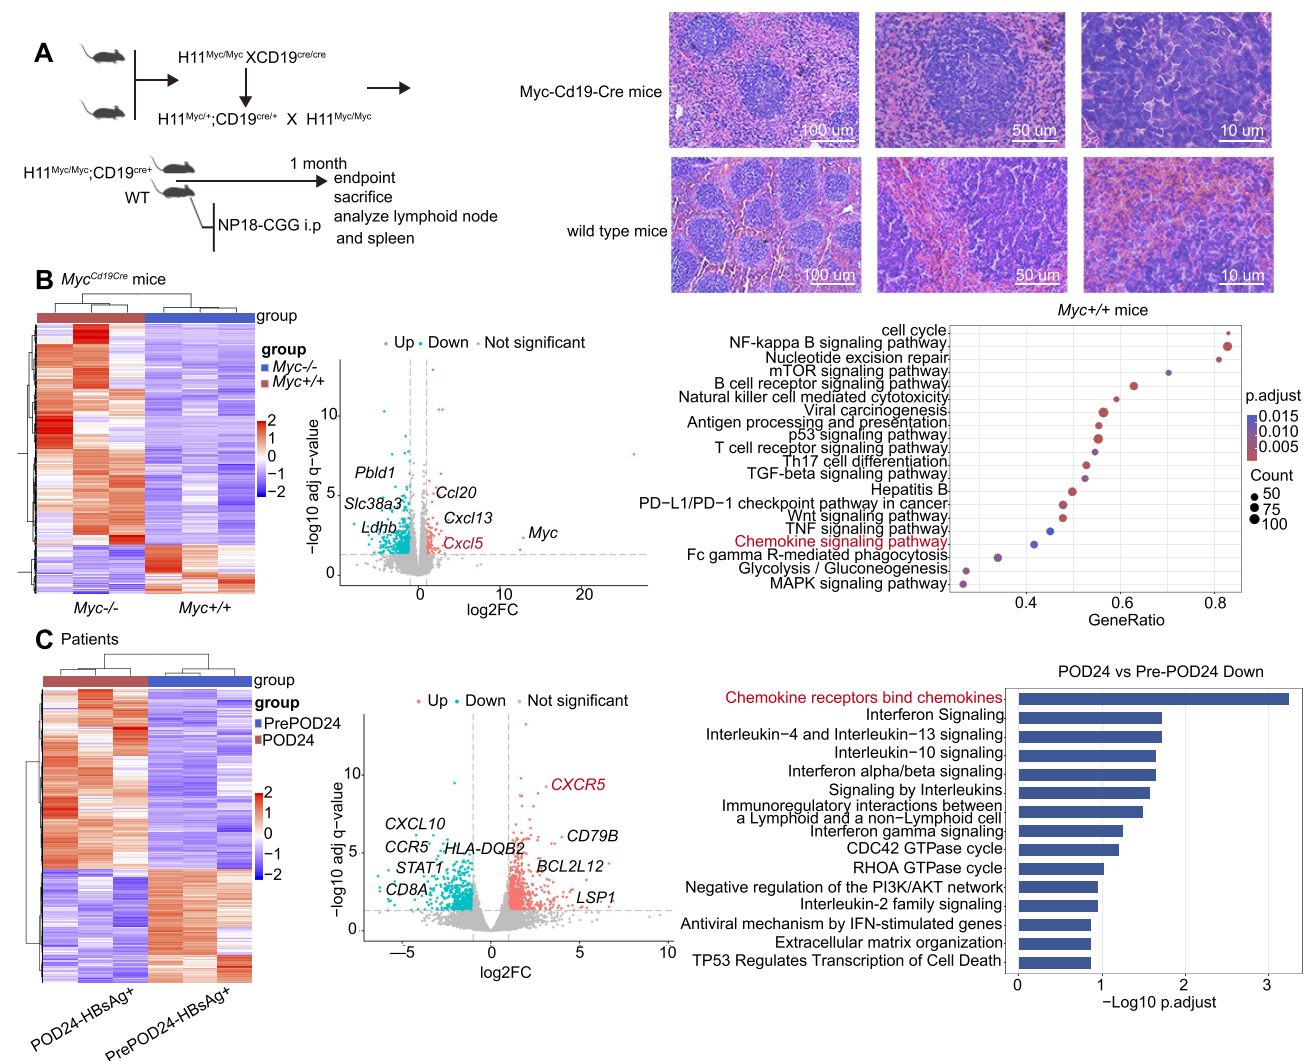 A
H11Myc/Myc XCD19cre/cre
H11Myc/+;CD19cre/+ X H11Myc/Myc
H11Myc/Myc;CD19cre+
WT
1 month
endpoint
sacrifice
analyze lymphoid node
and spleen
NP18-CGG i.p
Myc-Cd19-Cre mice
100 um
50 um
10 um
wild type mice
100 um
50 um
10 um
B
MycCd19Cre mice
group
group
Myc-/-
Myc+/+
2
1
0
−1
−2
Myc-/-
Myc+/+
Up
Down
Not significant
−log10 adj q−value
10
5
0
Pbld1
Slc38a3
Ldhb
Ccl20
Cxcl13
Cxcl5
Myc
0
10
20
log2FC
Myc+/+ mice
cell cycle
NF-kappa B signaling pathway
Nucleotide excision repair
mTOR signaling pathway
B cell receptor signaling pathway
Natural killer cell mediated cytotoxicity
Viral carcinogenesis
Antigen processing and presentation
p53 signaling pathway
T cell receptor signaling pathway
Th17 cell differentiation
TGF-beta signaling pathway
Hepatitis B
PD−L1/PD−1 checkpoint pathway in cancer
Wnt signaling pathway
TNF signaling pathway
Chemokine signaling pathway
Fc gamma R-mediated phagocytosis
Glycolysis / Gluconeogenesis
MAPK signaling pathway
0.4
0.6
0.8
GeneRatio
p.adjust
0.015
0.010
0.005
Count
50
75
100
C
Patients
group
group
PrePOD24
POD24
2
1
0
−1
−2
POD24-HBsAg+
PrePOD24-HBsAg+
Up
Down
Not significant
−log10 adj q−value
10
5
0
CXCR5
CXCL10
CCR5
HLA-DQB2
CD79B
STAT1
BCL2L12
CD8A
LSP1
—5
0
5
10
log2FC
POD24 vs Pre-POD24 Down
Chemokine receptors bind chemokines
Interferon Signaling
Interleukin−4 and Interleukin−13 signaling
Interleukin−10 signaling
Interferon alpha/beta signaling
Signaling by Interleukins
Immunoregulatory interactions between
a Lymphoid and a non−Lymphoid cell
Interferon gamma signaling
CDC42 GTPase cycle
RHOA GTPase cycle
Negative regulation of the PI3K/AKT network
Interleukin-2 family signaling
Antiviral mechanism by IFN-stimulated genes
Extracellular matrix organization
TP53 Regulates Transcription of Cell Death
0
1
2
3
−Log10 p.adjust